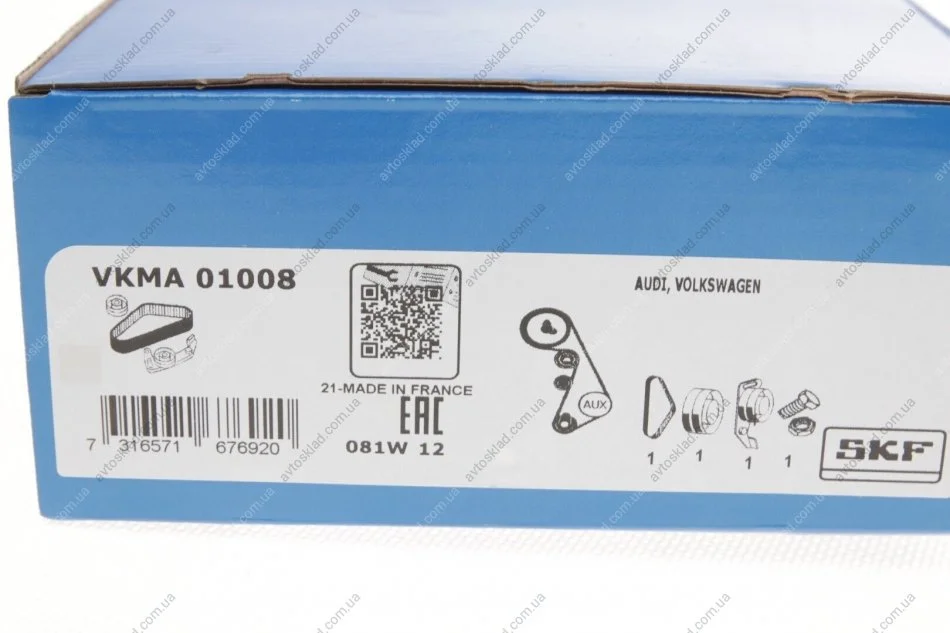 VKMA 01008
AUDI, VOLKSWAGEN
21-MADE IN FRANCE
EAC
081W 12
7 316571 676920
AUX
1 1 1 1
SKF
avtosklad.com.ua